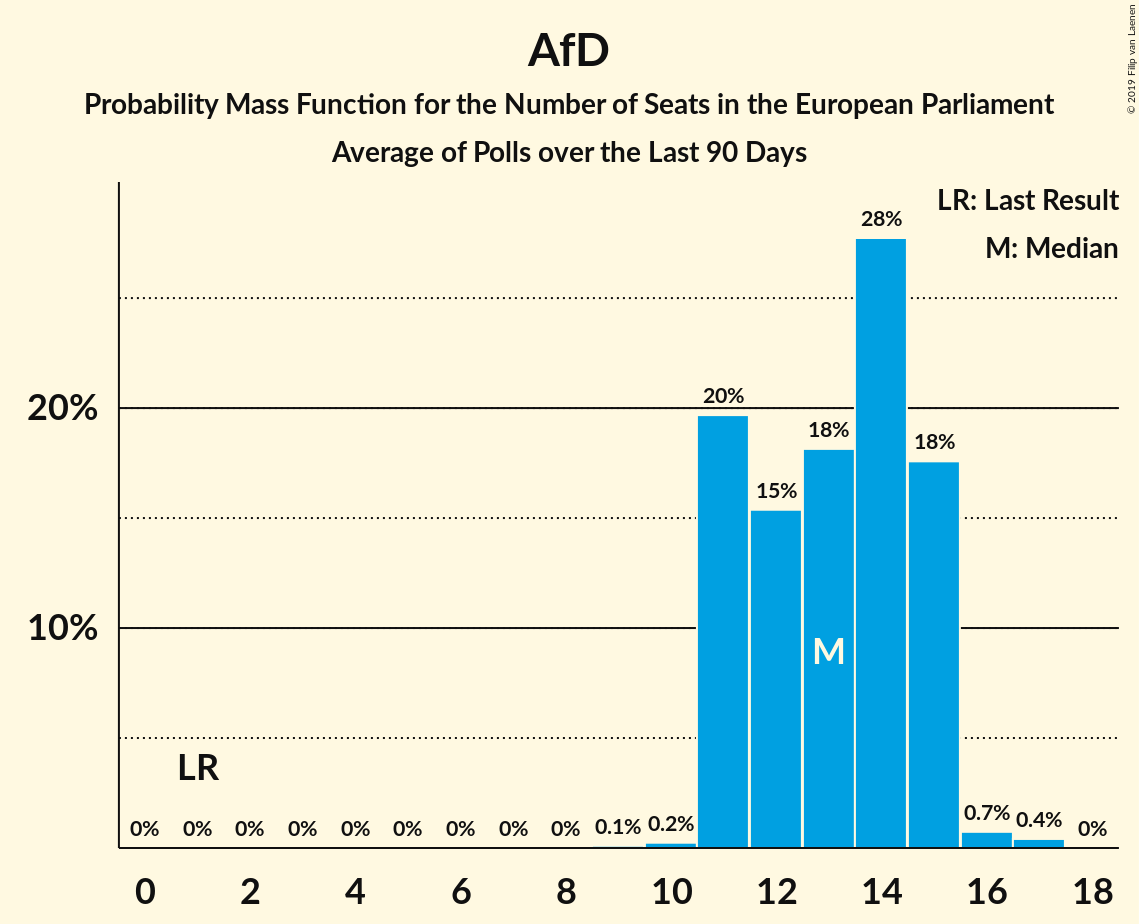 AfD
Probability Mass Function for the Number of Seats in the European Parliament
Average of Polls over the Last 90 Days
© 2019 Filip van Laenen
LR: Last Result
M: Median
28%
20%
20%
18%
18%
15%
10%
M
LR
0% 0% 0% 0% 0% 0% 0% 0% 0% 0.1% 0.2% 0.7% 0.4% 0%
0 2 4 6 8 10 12 14 16 18